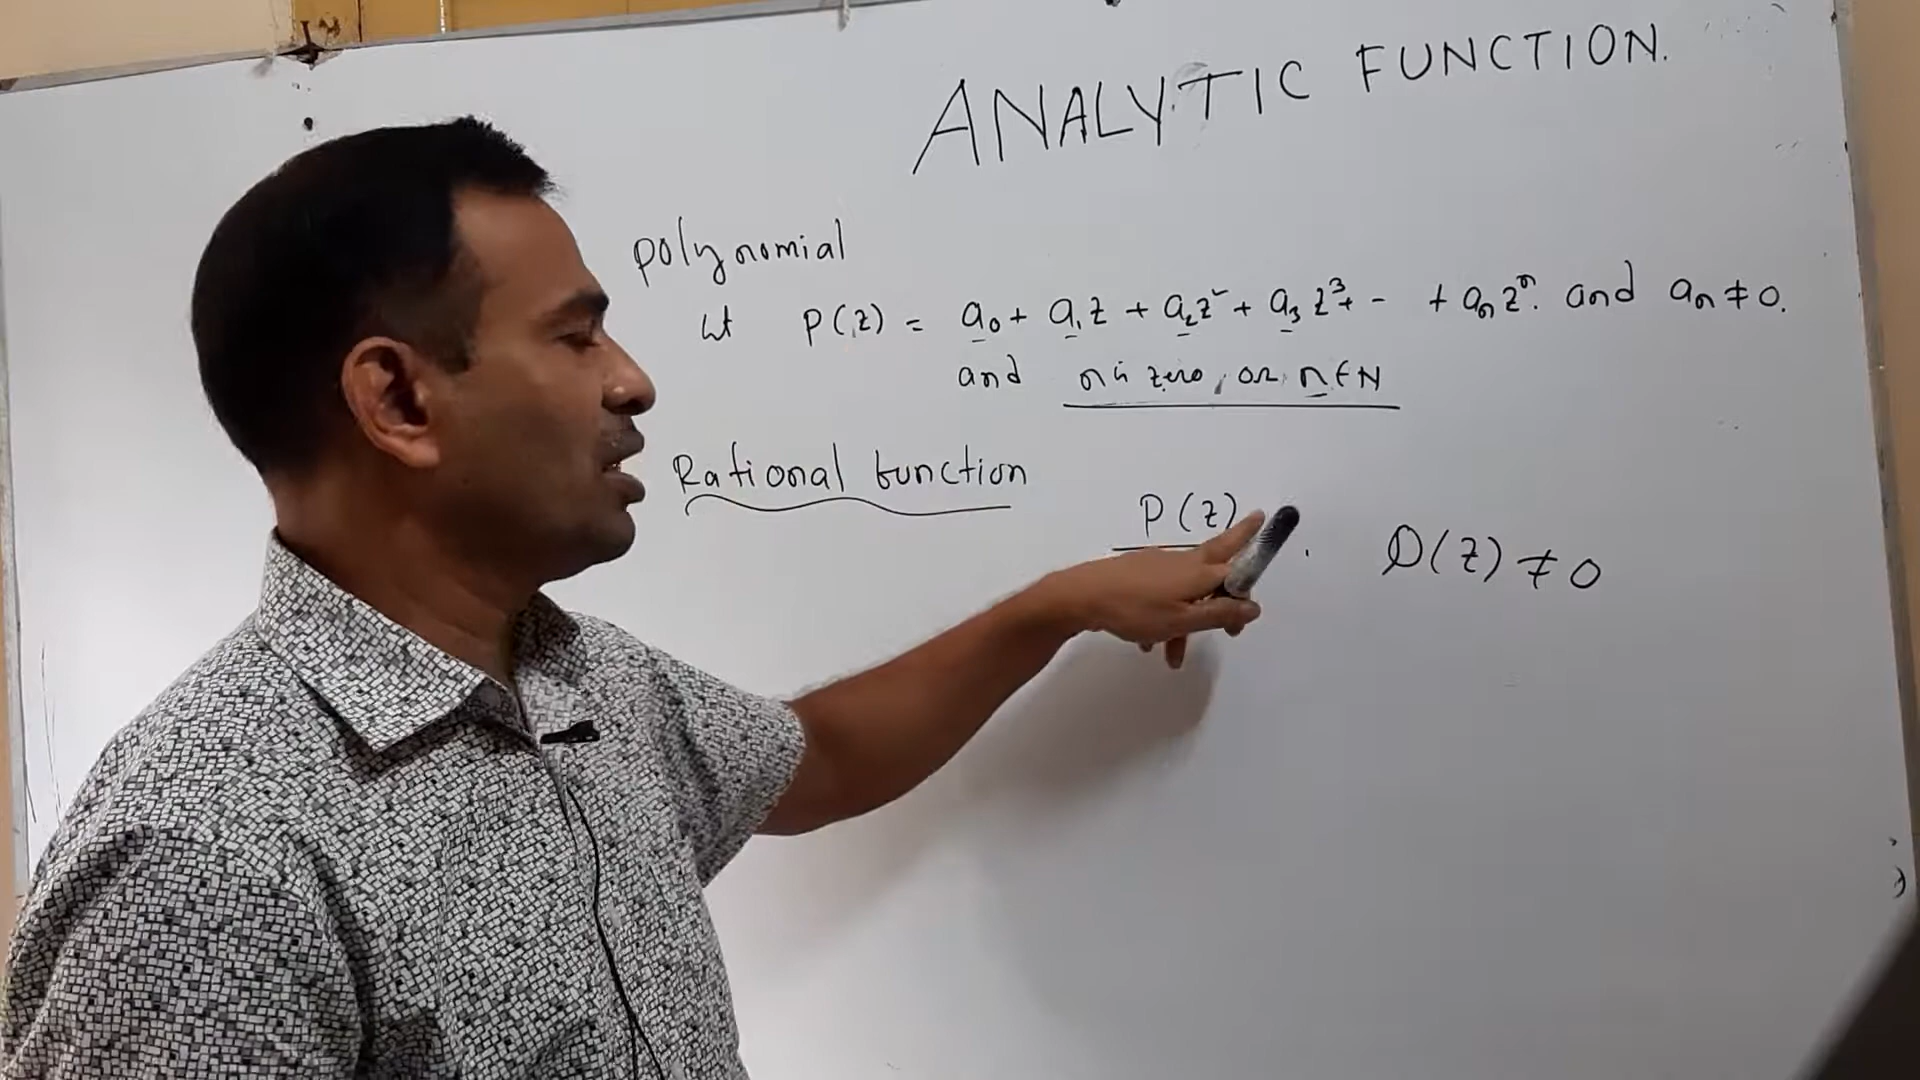 ANALYTIC FUNCTION.
polynomial
let P(z) = a₀ + a₁z + a₂z² + a₃z³ + - + aₙzⁿ. and aₙ ≠ 0.
and n is zero, or n ∈ N
Rational function
P(z)
Q(z) ≠ 0